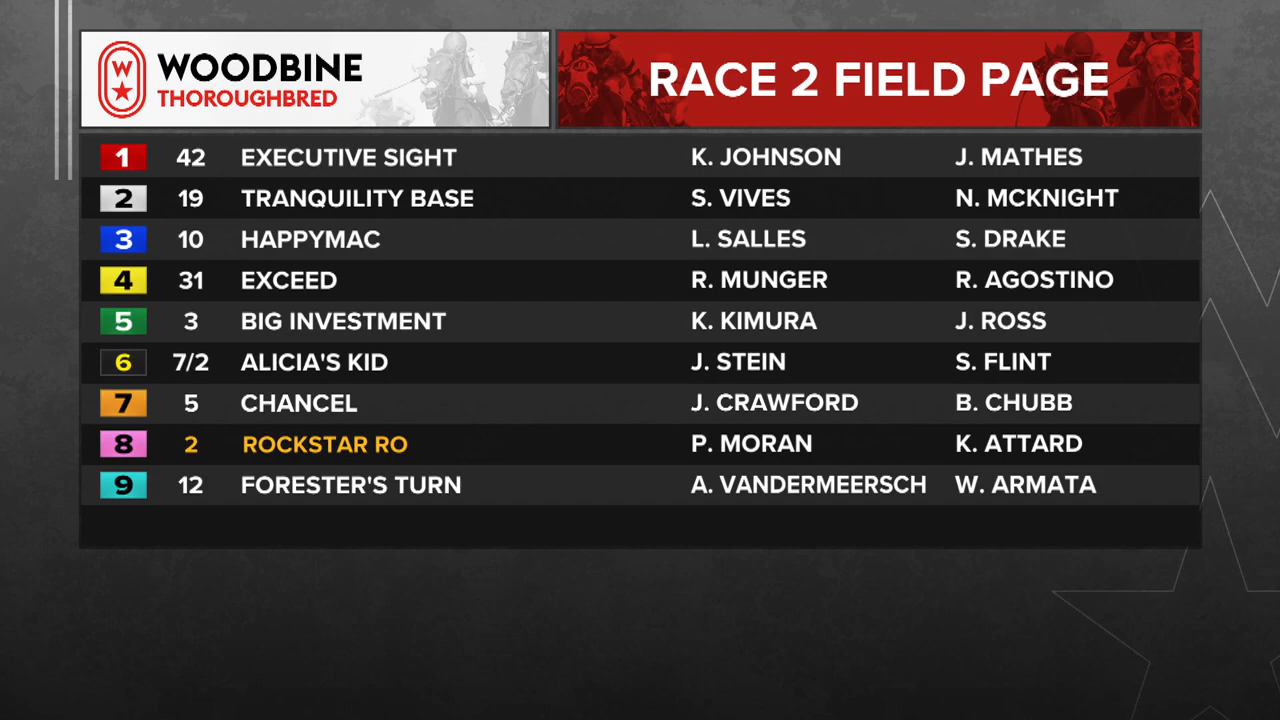 W
WOODBINE
THOROUGHBRED
RACE 2 FIELD PAGE
1 42 EXECUTIVE SIGHT K. JOHNSON J. MATHES
2 19 TRANQUILITY BASE S. VIVES N. MCKNIGHT
3 10 HAPPYMAC L. SALLES S. DRAKE
4 31 EXCEED R. MUNGER R. AGOSTINO
5 3 BIG INVESTMENT K. KIMURA J. ROSS
6 7/2 ALICIA'S KID J. STEIN S. FLINT
7 5 CHANCEL J. CRAWFORD B. CHUBB
8 2 ROCKSTAR RO P. MORAN K. ATTARD
9 12 FORESTER'S TURN A. VANDERMEERSCH W. ARMATA